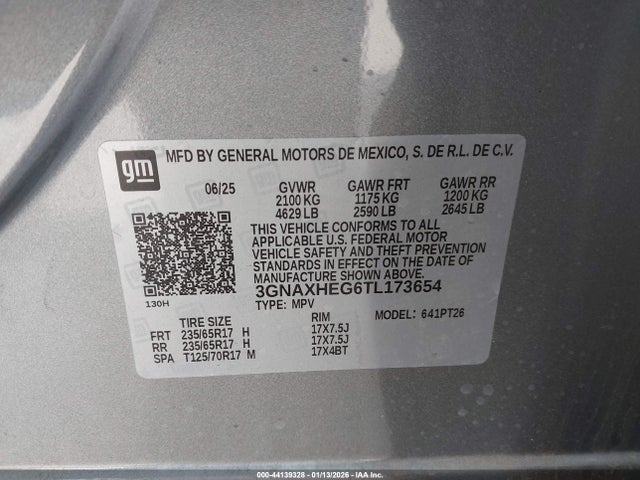 gm MFD BY GENERAL MOTORS DE MEXICO, S. DE R.L. DE C.V.
06/25 GVWR GAWR FRT GAWR RR
2100 KG 1175 KG 1200 KG
4629 LB 2590 LB 2645 LB
THIS VEHICLE CONFORMS TO ALL
APPLICABLE U.S. FEDERAL MOTOR
VEHICLE SAFETY AND THEFT PREVENTION
STANDARDS IN EFFECT ON THE DATE OF
MANUFACTURE SHOWN ABOVE.
3GNAXHEG6TL173654
130H TYPE: MPV MODEL: 641PT26
TIRE SIZE RIM
FRT 235/65R17 H 17X7.5J
RR 235/65R17 H 17X7.5J
SPA T125/70R17 M 17X4BT
000-44139328 01/13/2026 © IAA Inc.